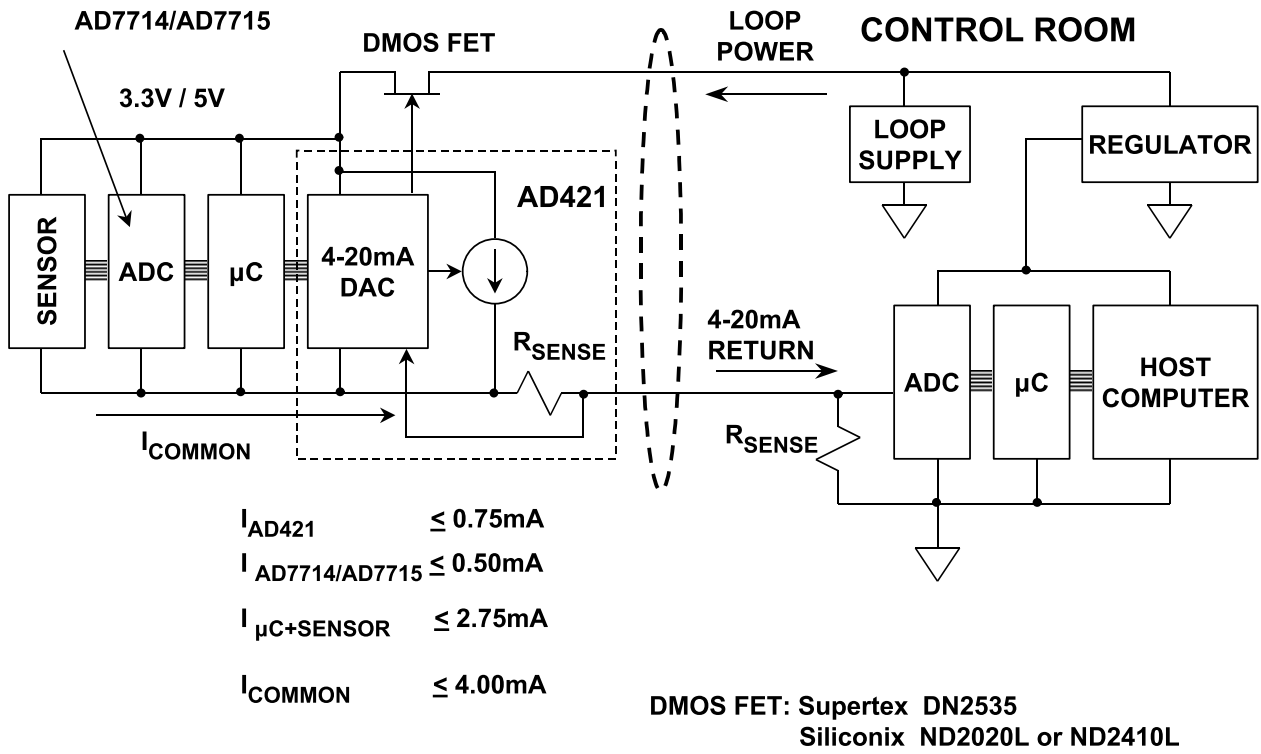 AD7714/AD7715
DMOS FET
LOOP
POWER
CONTROL ROOM
3.3V / 5V
LOOP
SUPPLY
REGULATOR
AD421
SENSOR
ADC
µC
4-20mA
DAC
RSENSE
4-20mA
RETURN
ADC
µC
HOST
COMPUTER
ICOMMON
RSENSE
IAD421 ≤ 0.75mA
I AD7714/AD7715 ≤ 0.50mA
I µC+SENSOR ≤ 2.75mA
ICOMMON ≤ 4.00mA
DMOS FET: Supertex DN2535
Siliconix ND2020L or ND2410L